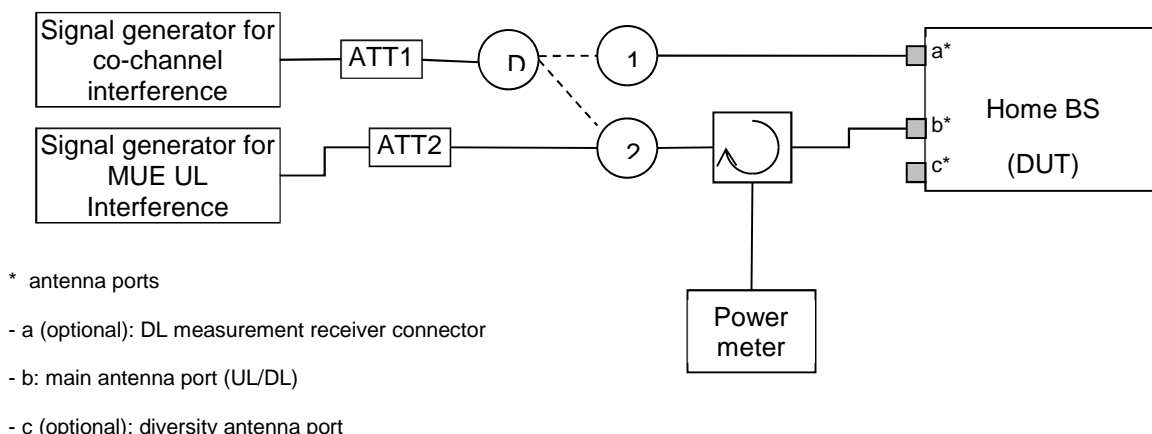 Signal generator for
co-channel
interference
ATT1
D
1
a*
Home BS
(DUT)
Signal generator for
MUE UL
Interference
ATT2
2
b*
c*
* antenna ports
- a (optional): DL measurement receiver connector
- b: main antenna port (UL/DL)
- c (optional): diversity antenna port
Power
meter